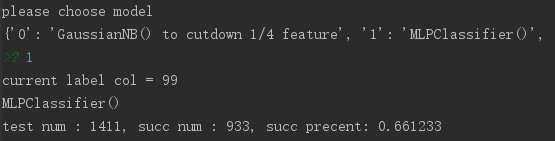 please choose model
{'0': 'GaussianNB() to cutdown 1/4 feature', '1': 'MLPClassifier()',
>? 1
current label col = 99
MLPClassifier()
test num : 1411, succ num : 933, succ precent: 0.661233